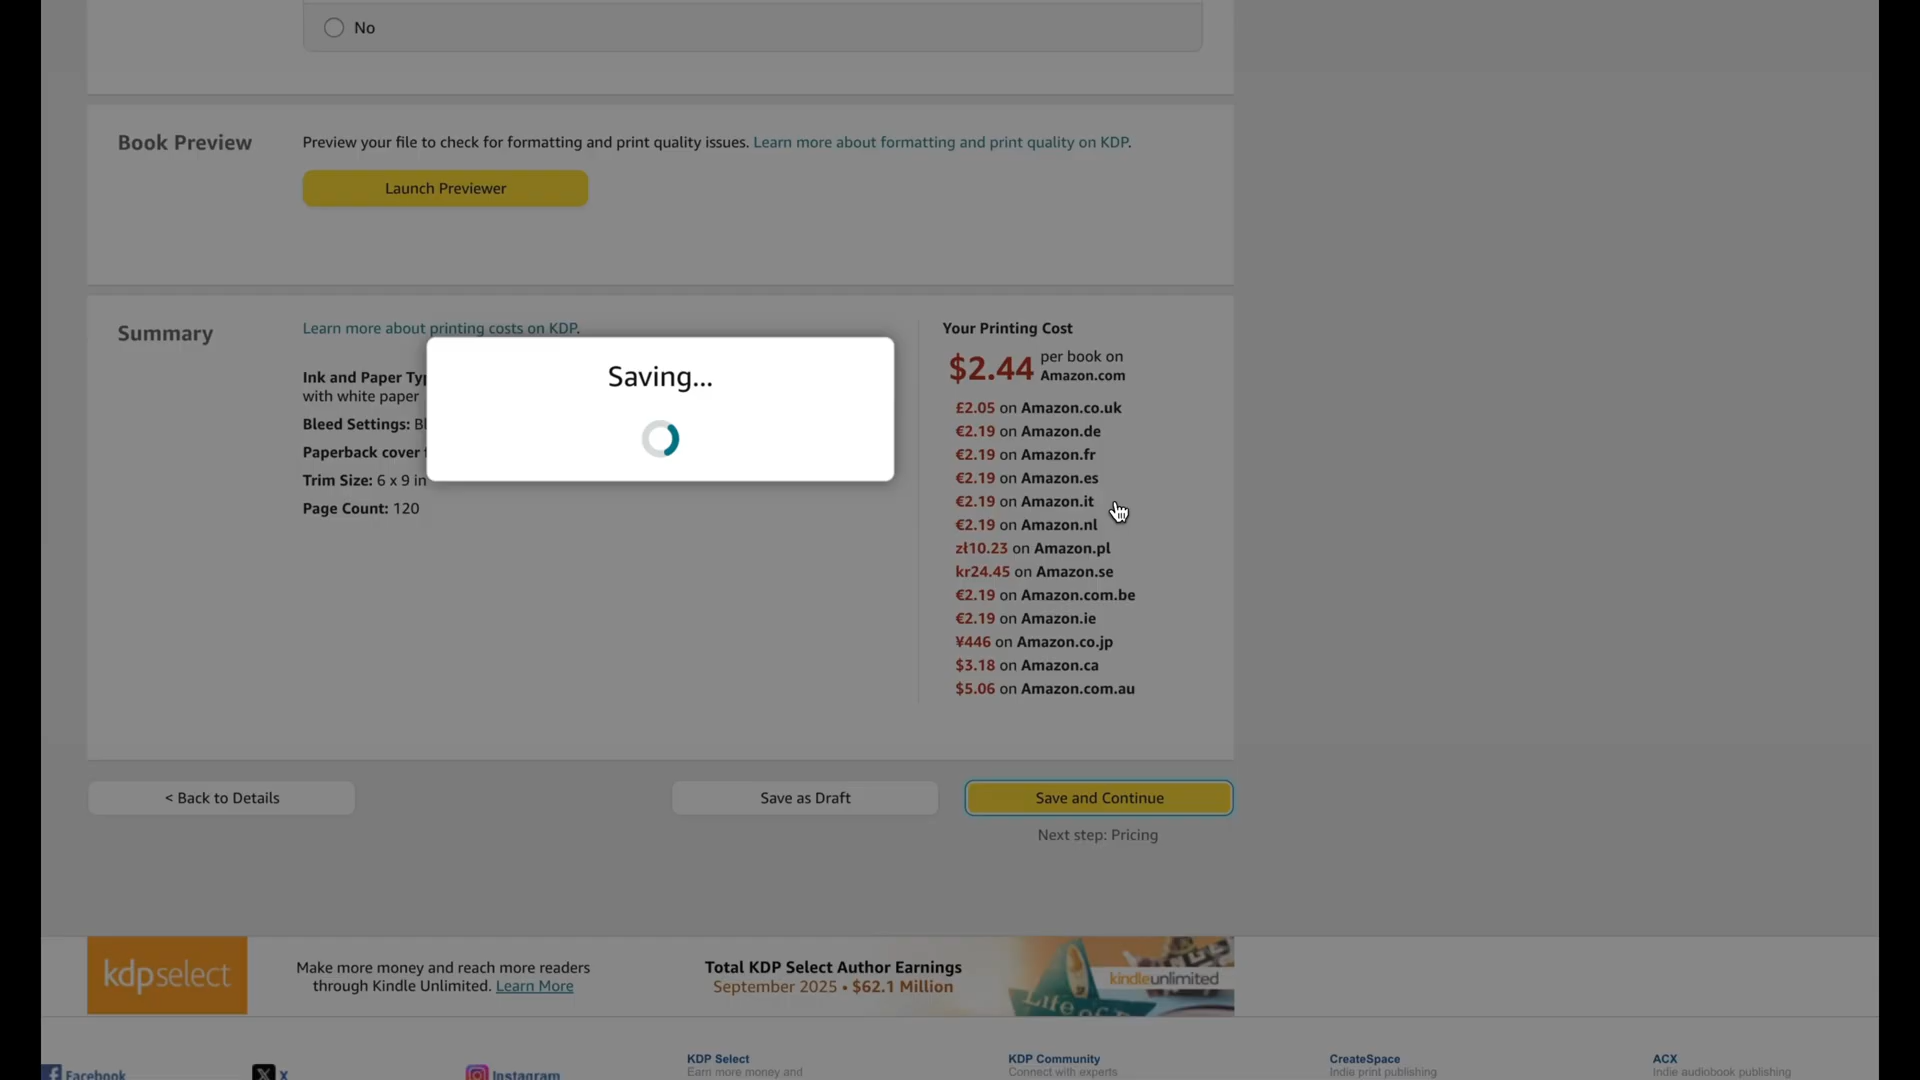 No
Book Preview
Preview your file to check for formatting and print quality issues. Learn more about formatting and print quality on KDP.
Launch Previewer
Summary
Learn more about printing costs on KDP.
Ink and Paper Typ
with white paper
Bleed Settings: Bl
Paperback cover
Trim Size: 6 x 9 in
Page Count: 120
Saving...
Your Printing Cost
$2.44 per book on
Amazon.com
£2.05 on Amazon.co.uk
€2.19 on Amazon.de
€2.19 on Amazon.fr
€2.19 on Amazon.es
€2.19 on Amazon.it
€2.19 on Amazon.nl
zł10.23 on Amazon.pl
kr24.45 on Amazon.se
€2.19 on Amazon.com.be
€2.19 on Amazon.ie
¥446 on Amazon.co.jp
$3.18 on Amazon.ca
$5.06 on Amazon.com.au
< Back to Details
Save as Draft
Save and Continue
Next step: Pricing
kdpselect
Make more money and reach more readers
through Kindle Unlimited. Learn More
Total KDP Select Author Earnings
September 2025 • $62.1 Million
Life of
kindleunlimited
Facebook
X
Instagram
KDP Select
Earn more money and
KDP Community
Connect with experts
CreateSpace
Indie print publishing
ACX
Indie audiobook publishing